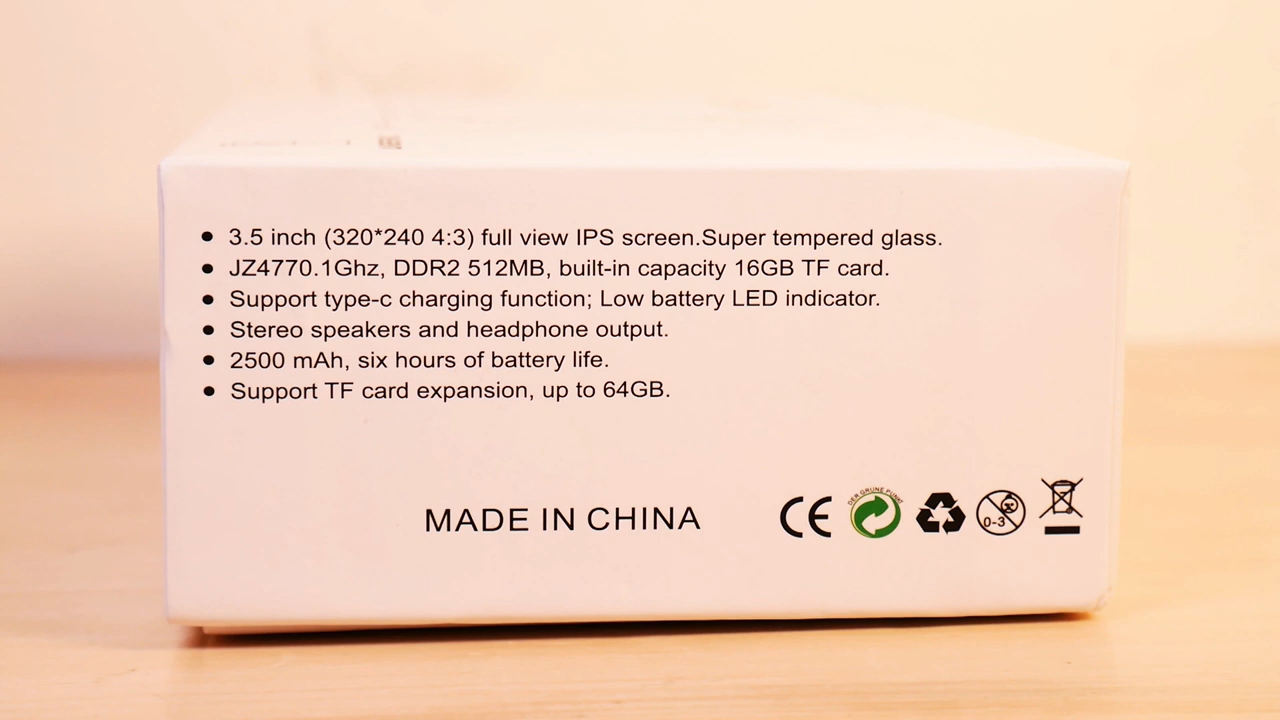 ● 3.5 inch (320*240 4:3) full view IPS screen.Super tempered glass.
● JZ4770.1Ghz, DDR2 512MB, built-in capacity 16GB TF card.
● Support type-c charging function; Low battery LED indicator.
● Stereo speakers and headphone output.
● 2500 mAh, six hours of battery life.
● Support TF card expansion, up to 64GB.
MADE IN CHINA
CE
DER GRÜNE PUNKT
0-3